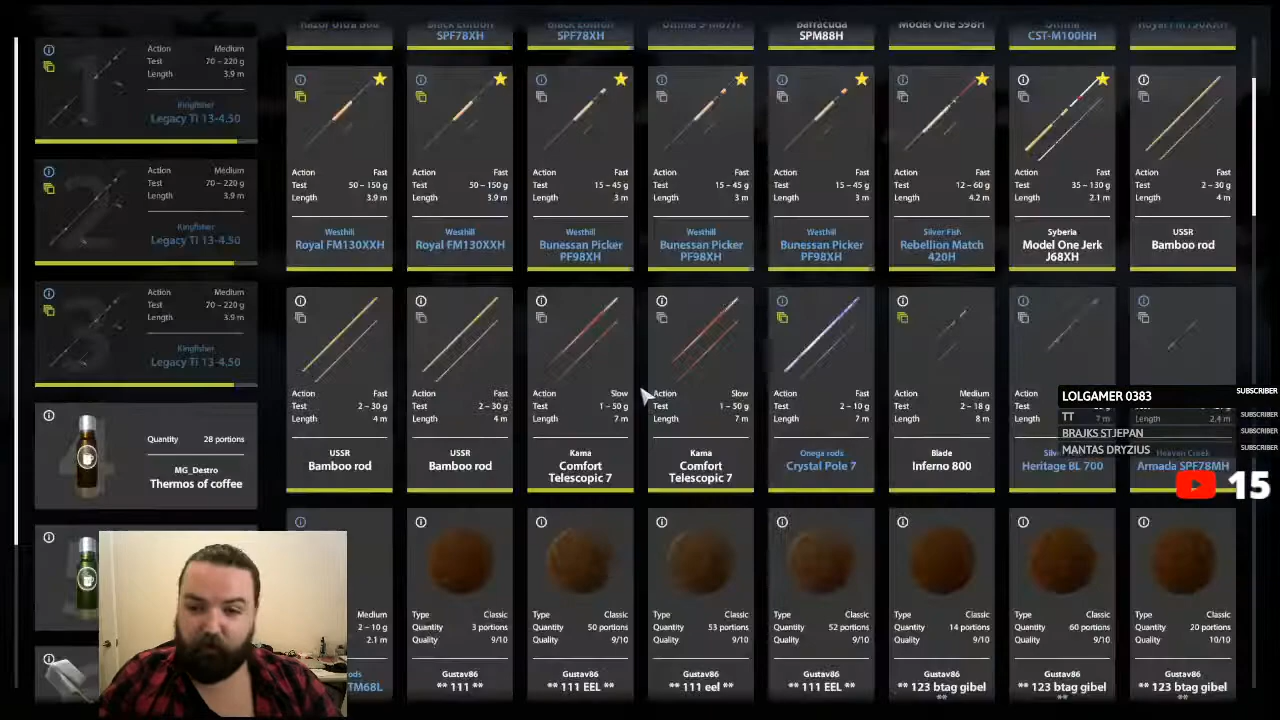 SPF78XH
SPF78XH
Barracuda
SPM88H
Model One S98H
CST-M100HH
Action Medium
Test 70 – 220 g
Length 3.9 m
Kingfisher
Legacy Ti 13-4.50
Action Medium
Test 70 – 220 g
Length 3.9 m
Kingfisher
Legacy Ti 13-4.50
Action Medium
Test 70 – 220 g
Length 3.9 m
Kingfisher
Legacy Ti 13-4.50
Quantity 28 portions
MG_Destro
Thermos of coffee
Action Fast
Test 50 – 150 g
Length 3.9 m
Westhill
Royal FM130XXH
Action Fast
Test 50 – 150 g
Length 3.9 m
Westhill
Royal FM130XXH
Action Fast
Test 15 – 45 g
Length 3 m
Westhill
Bunessan Picker
PF98XH
Action Fast
Test 15 – 45 g
Length 3 m
Westhill
Bunessan Picker
PF98XH
Action Fast
Test 15 – 45 g
Length 3 m
Westhill
Bunessan Picker
PF98XH
Action Fast
Test 12 – 60 g
Length 4.2 m
Silver Fish
Rebellion Match
420H
Action Fast
Test 35 – 130 g
Length 2.1 m
Syberia
Model One Jerk
J68XH
Action Fast
Test 2 – 30 g
Length 4 m
USSR
Bamboo rod
Action Fast
Test 2 – 30 g
Length 4 m
USSR
Bamboo rod
Action Fast
Test 2 – 30 g
Length 4 m
USSR
Bamboo rod
Action Slow
Test 1 – 50 g
Length 7 m
Kama
Comfort
Telescopic 7
Action Slow
Test 1 – 50 g
Length 7 m
Kama
Comfort
Telescopic 7
Action Fast
Test 2 – 10 g
Length 7 m
Onega rods
Crystal Pole 7
Action Medium
Test 2 – 18 g
Length 8 m
Blade
Inferno 800
7 m
Heritage BL 700
2.4 m
Heaven Creek
Armada SPF78MH
LOLGAMER 0383 SUBSCRIBER
TT SUBSCRIBER
BRAJKS STJEPAN SUBSCRIBER
MANTAS DRYZIUS SUBSCRIBER
15
Medium
2 – 10 g
2.1 m
TM68L
Type Classic
Quantity 3 portions
Quality 9/10
Gustav86
** 111 **
Type Classic
Quantity 50 portions
Quality 9/10
Gustav86
** 111 EEL **
Type Classic
Quantity 53 portions
Quality 9/10
Gustav86
** 111 eel **
Type Classic
Quantity 52 portions
Quality 9/10
Gustav86
** 111 EEL **
Type Classic
Quantity 14 portions
Quality 9/10
Gustav86
** 123 btag gibel
**
Type Classic
Quantity 60 portions
Quality 9/10
Gustav86
** 123 btag gibel
**
Type Classic
Quantity 20 portions
Quality 10/10
Gustav86
** 123 btag gibel
**